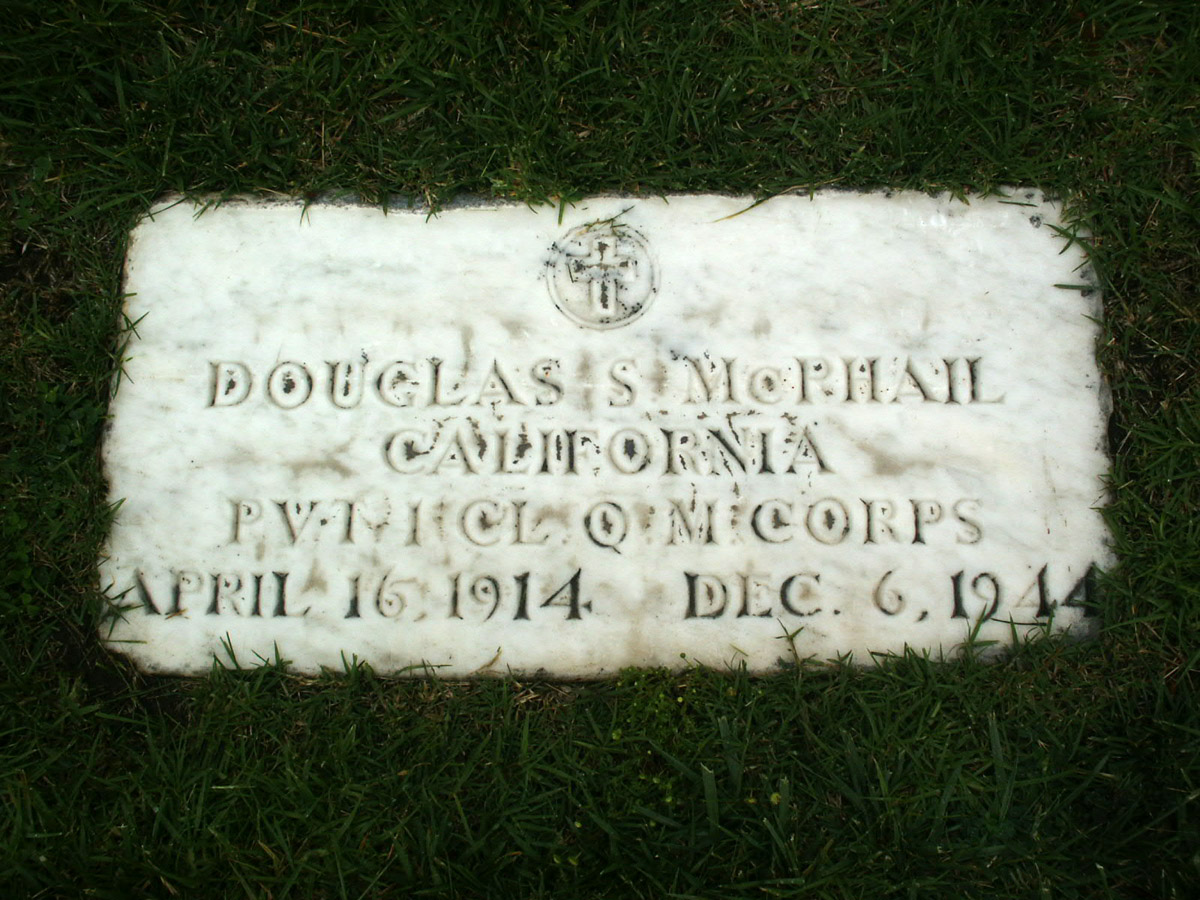 DOUGLAS S McPHAIL
CALIFORNIA
PVT 1 CL Q M CORPS
APRIL 16, 1914 DEC. 6, 1944